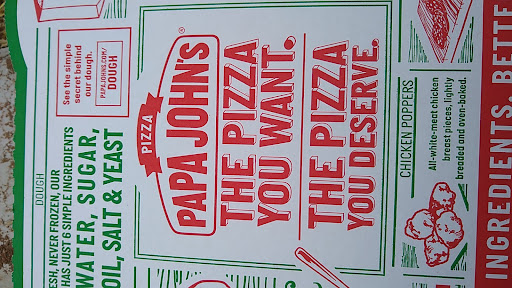 See the simple
secret behind
our dough.
PAPAJOHNS.COM/
DOUGH
DOUGH
ESH, NEVER FROZEN, OUR
HAS JUST 6 SIMPLE INGREDIENTS
WATER, SUGAR,
OIL, SALT & YEAST
PIZZA
PAPA JOHN'S®
THE PIZZA
YOU WANT.
THE PIZZA
YOU DESERVE.
CHICKEN POPPERS
All-white-meat chicken
breast pieces, lightly
breaded and oven-baked.
INGREDIENTS. BETTE